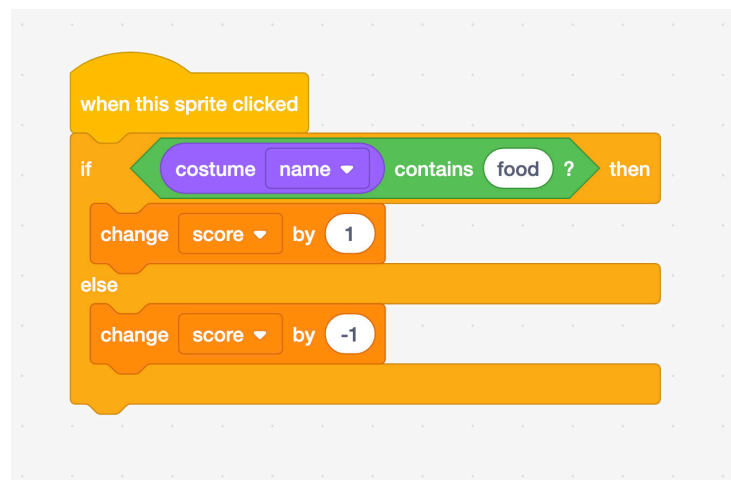 when this sprite clicked
if costume name contains food ? then
change score by 1
else
change score by -1